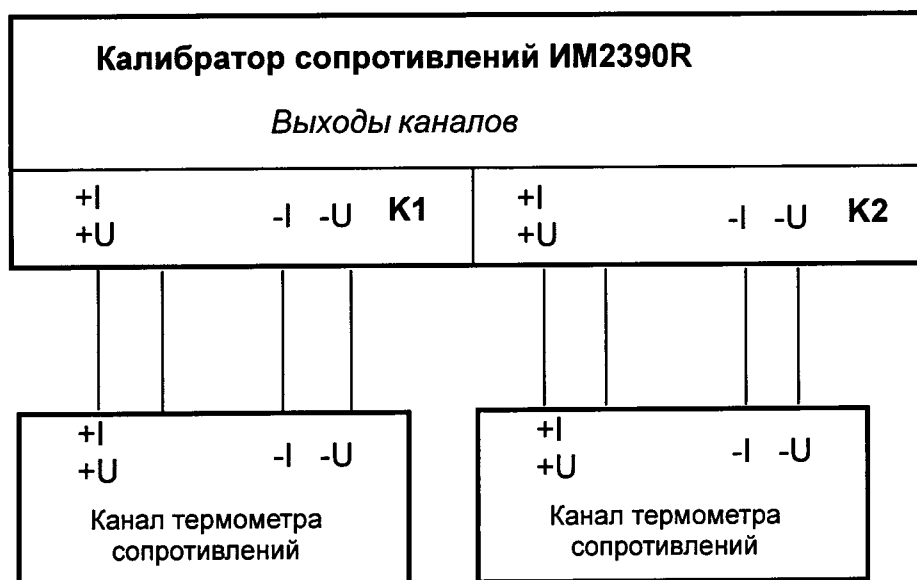 Калибратор сопротивлений ИМ2390R
Выходы каналов
+I
+U
-I -U K1
+I
+U
-I -U K2
+I
+U
-I -U
Канал термометра
сопротивлений
+I
+U
-I -U
Канал термометра
сопротивлений